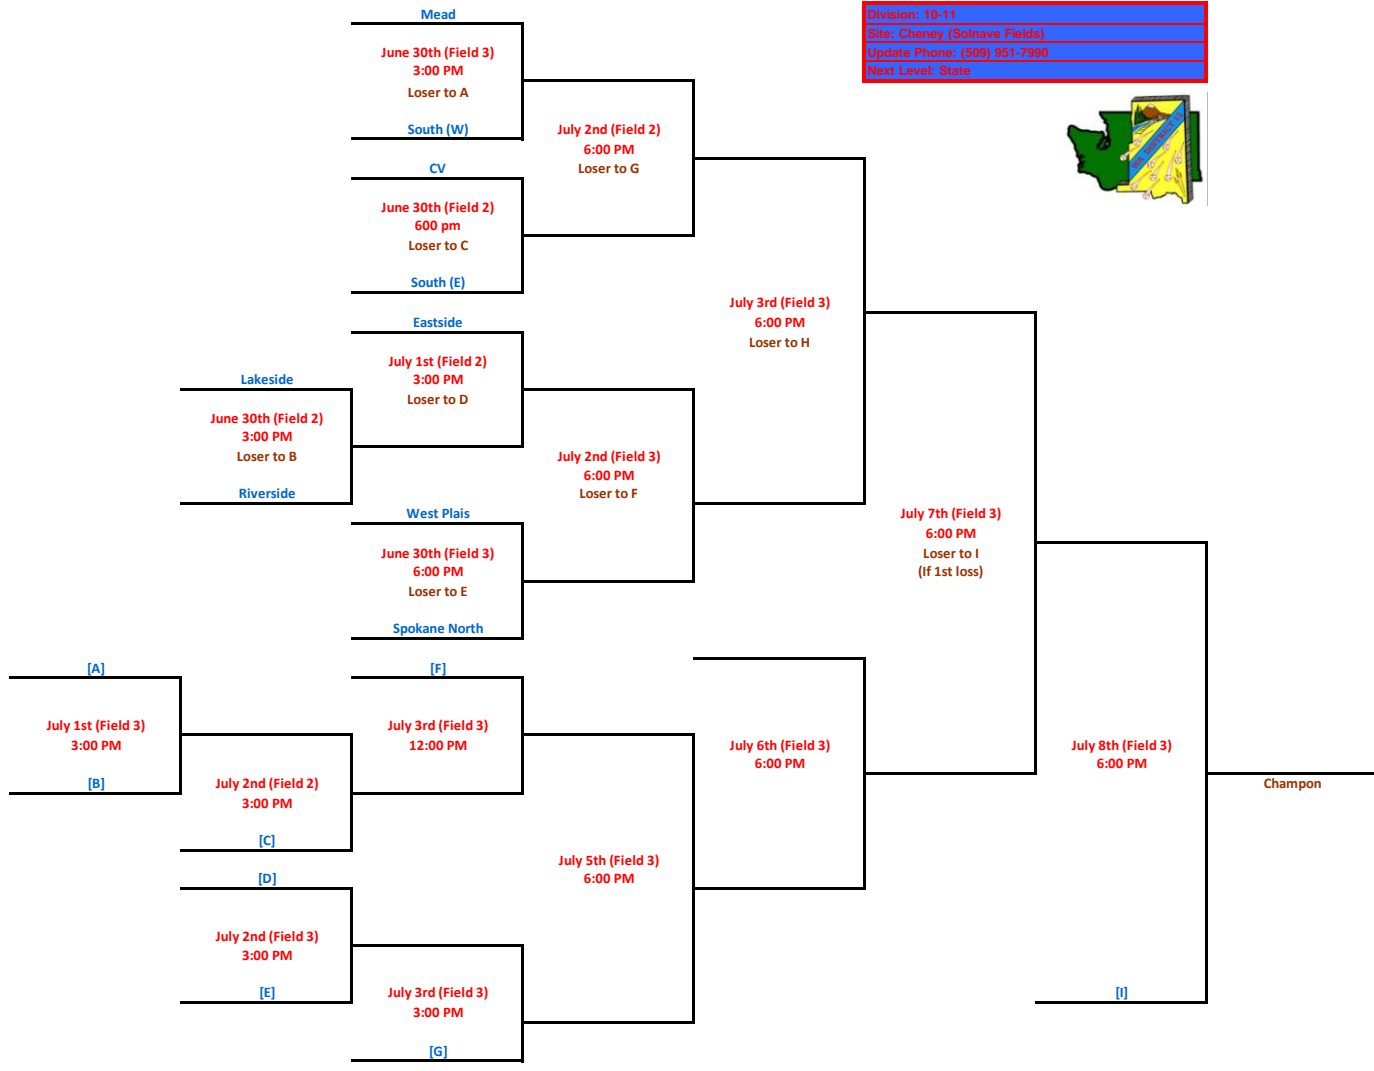 Division: 10-11
Site: Cheney (Solnave Fields)
Update Phone: (509) 951-7990
Next Level: State
WA DISTRICT 13
Mead
June 30th (Field 3)
3:00 PM
Loser to A
South (W)
July 2nd (Field 2)
6:00 PM
Loser to G
CV
June 30th (Field 2)
600 pm
Loser to C
South (E)
July 3rd (Field 3)
6:00 PM
Loser to H
Eastside
July 1st (Field 2)
3:00 PM
Loser to D
Lakeside
June 30th (Field 2)
3:00 PM
Loser to B
Riverside
July 2nd (Field 3)
6:00 PM
Loser to F
West Plais
June 30th (Field 3)
6:00 PM
Loser to E
Spokane North
July 7th (Field 3)
6:00 PM
Loser to I
(If 1st loss)
[A]
July 1st (Field 3)
3:00 PM
[B]
[F]
July 3rd (Field 3)
12:00 PM
July 2nd (Field 2)
3:00 PM
[C]
July 6th (Field 3)
6:00 PM
July 8th (Field 3)
6:00 PM
Champon
[D]
July 2nd (Field 3)
3:00 PM
[E]
July 5th (Field 3)
6:00 PM
July 3rd (Field 3)
3:00 PM
[G]
[I]